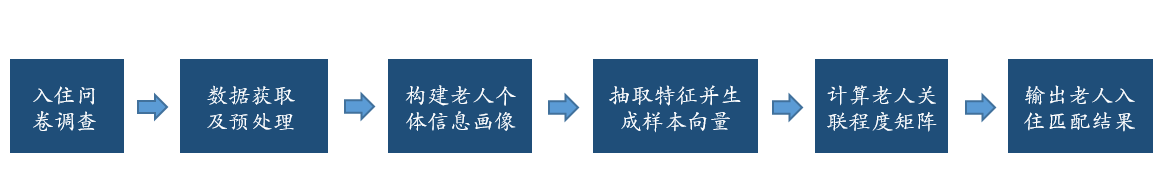 入住问
卷调查
数据获取
及预处理
构建老人个
体信息画像
抽取特征并生
成样本向量
计算老人关
联程度矩阵
输出老人入
住匹配结果